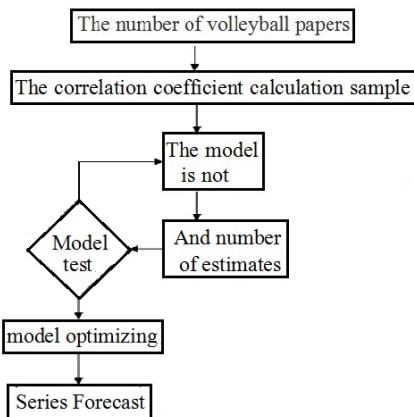 The number of volleyball papers
The correlation coefficient calculation sample
The model
is not
And number
of estimates
Model
test
model optimizing
Series Forecast